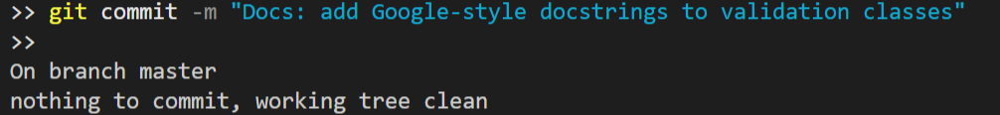 >> git commit -m "Docs: add Google-style docstrings to validation classes"
>>
On branch master
nothing to commit, working tree clean